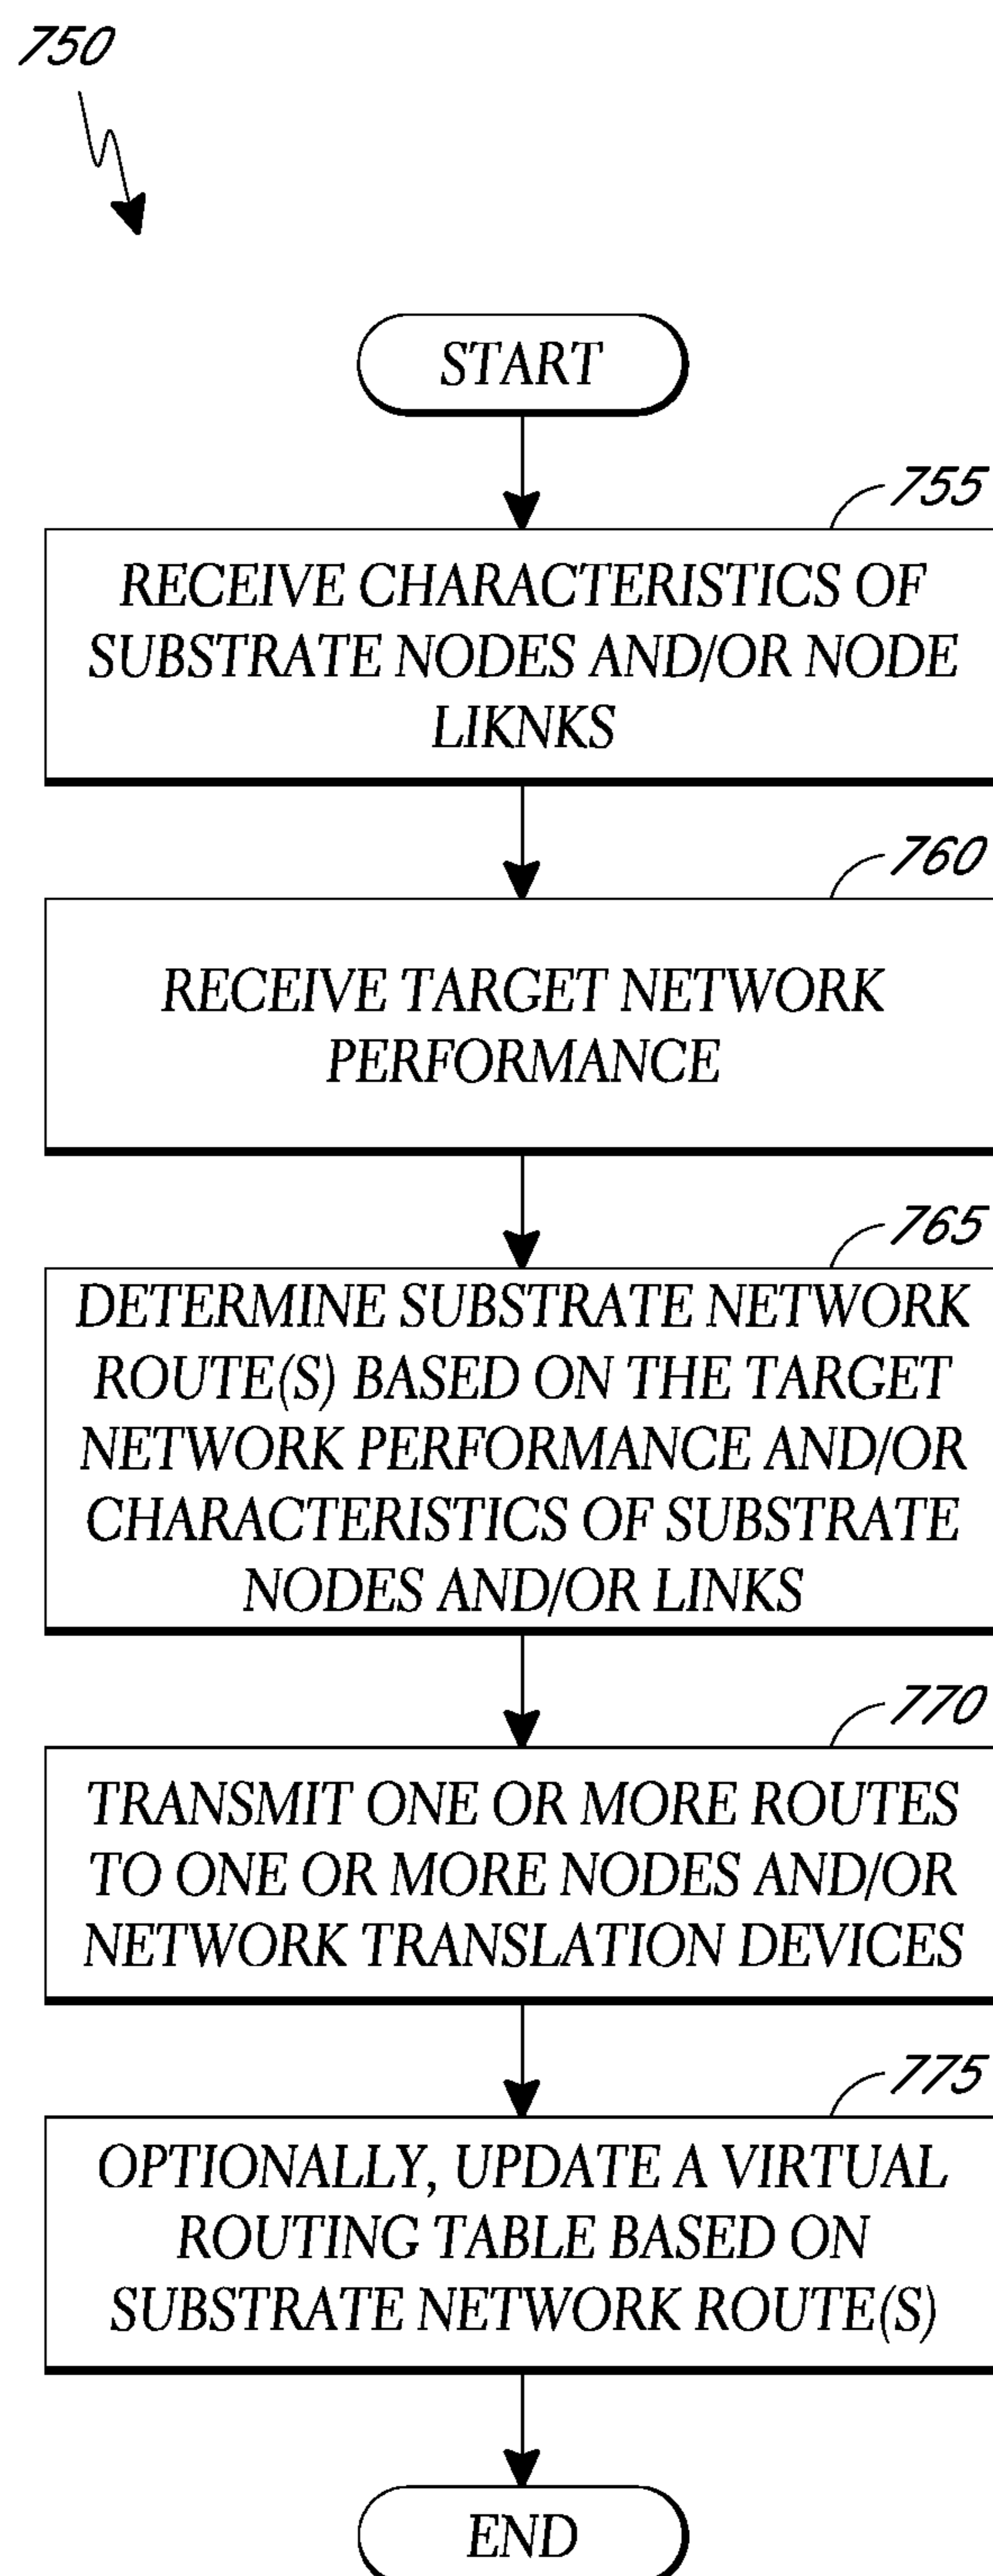 750
START
755
RECEIVE CHARACTERISTICS OF
SUBSTRATE NODES AND/OR NODE
LIKNKS
760
RECEIVE TARGET NETWORK
PERFORMANCE
765
DETERMINE SUBSTRATE NETWORK
ROUTE(S) BASED ON THE TARGET
NETWORK PERFORMANCE AND/OR
CHARACTERISTICS OF SUBSTRATE
NODES AND/OR LINKS
770
TRANSMIT ONE OR MORE ROUTES
TO ONE OR MORE NODES AND/OR
NETWORK TRANSLATION DEVICES
775
OPTIONALLY, UPDATE A VIRTUAL
ROUTING TABLE BASED ON
SUBSTRATE NETWORK ROUTE(S)
END